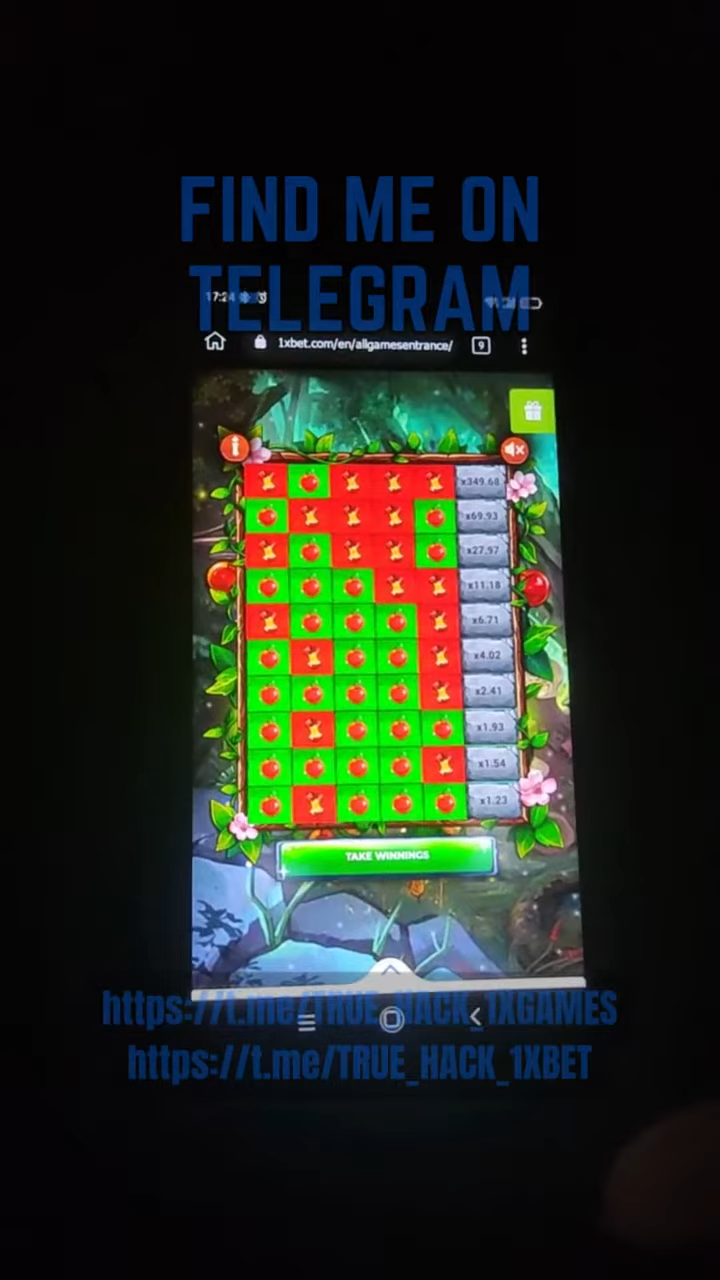 FIND ME ON
TELEGRAM
17:24
1xbet.com/en/allgamesentrance/
9
x349.68
x69.93
x27.97
x11.18
x6.71
x4.02
x2.41
x1.93
x1.54
x1.23
TAKE WINNINGS
https://t.me/TRUE_HACK_1XGAMES
https://t.me/TRUE_HACK_1XBET